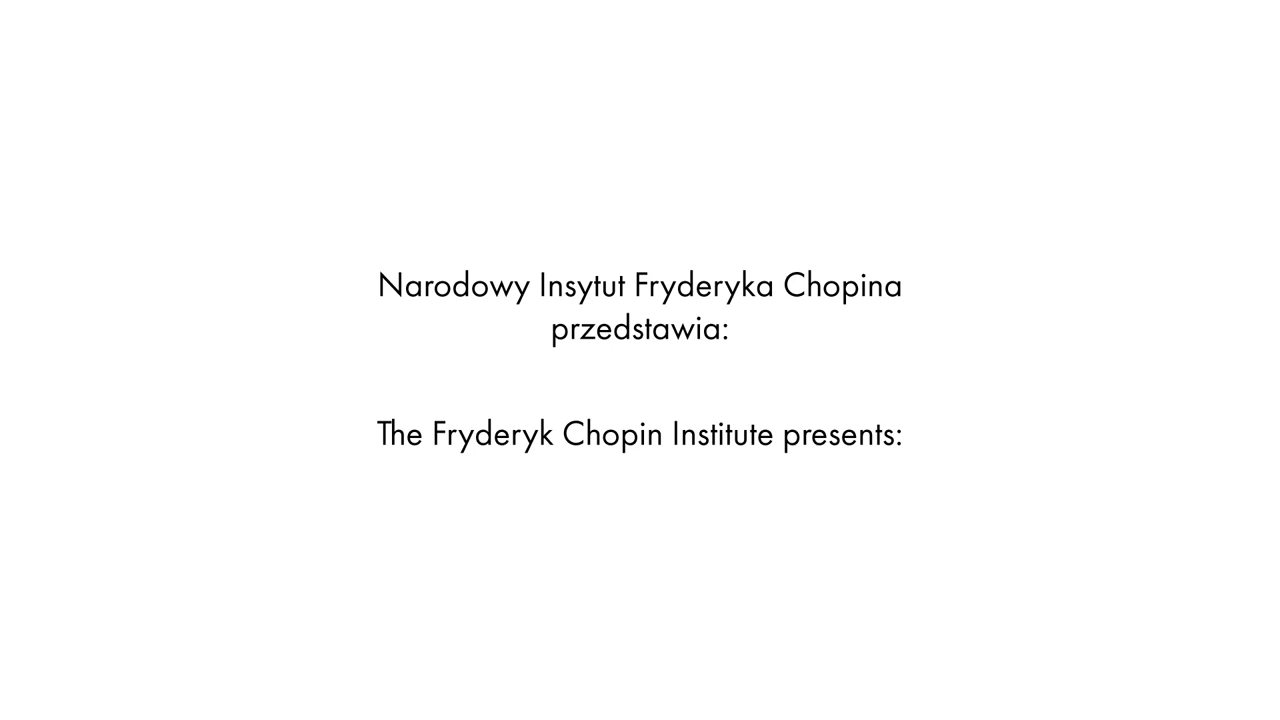 Narodowy Insytut Fryderyka Chopina
przedstawia:
The Fryderyk Chopin Institute presents: